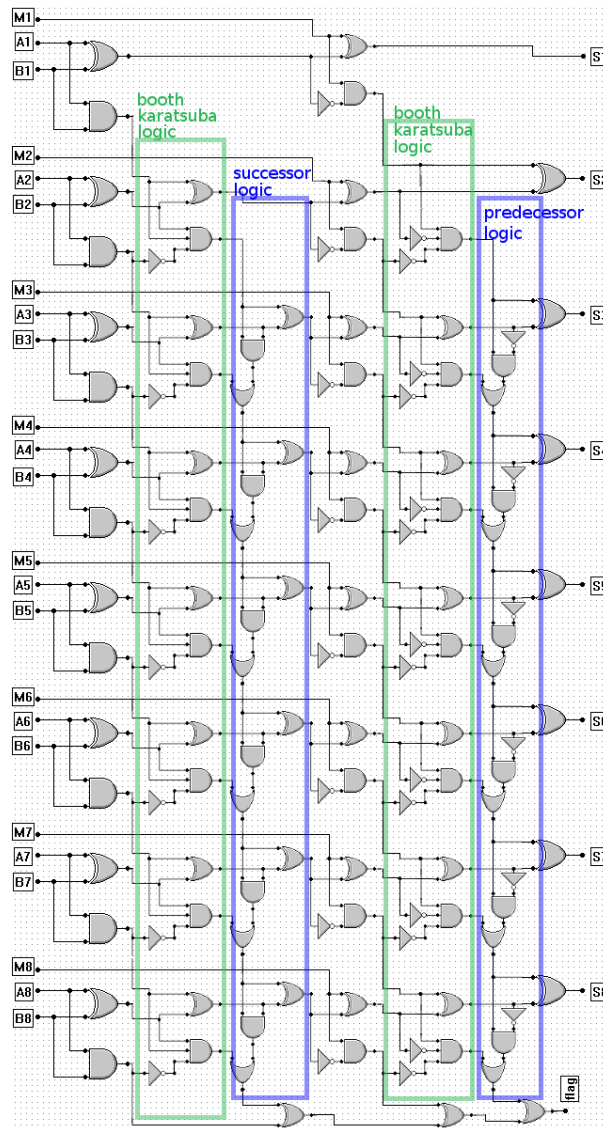 M1
A1
B1
S1
booth
karatsuba
logic
booth
karatsuba
logic
M2
A2
B2
S2
successor
logic
predecessor
logic
M3
A3
B3
S3
M4
A4
B4
S4
M5
A5
B5
S5
M6
A6
B6
S6
M7
A7
B7
S7
M8
A8
B8
S8
flag